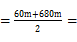 = (60m+680m)/2 =